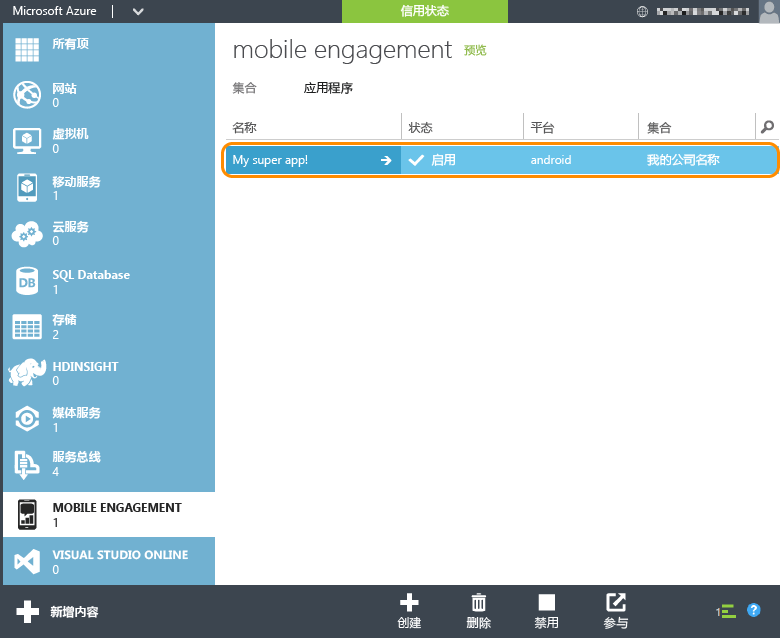 Microsoft Azure
信用状态
所有项
网站
0
虚拟机
0
移动服务
1
云服务
0
SQL Database
1
DB
存储
2
HDINSIGHT
0
媒体服务
1
服务总线
4
MOBILE ENGAGEMENT
1
VISUAL STUDIO ONLINE
0
mobile engagement 预览
集合 应用程序
名称 状态 平台 集合
My super app! 启用 android 我的公司名称
新增内容
创建 删除 禁用 参与
1 ?